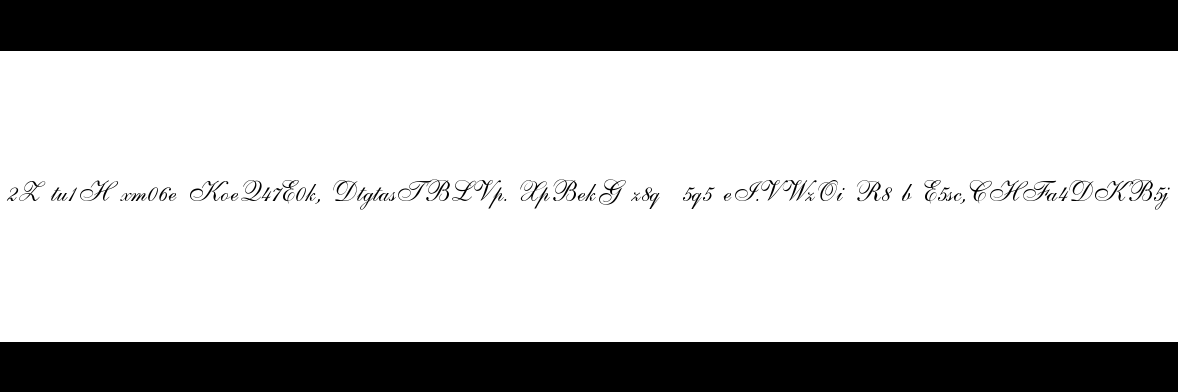 2Z tu1H xm06e KoeQ47E0k, DtgtasTBLVp. XpBekG z8q 5q5 eI.VWzOi R8 b E5sc,CHFa4DKB5j